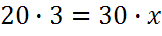 20 · 3 = 30 · x